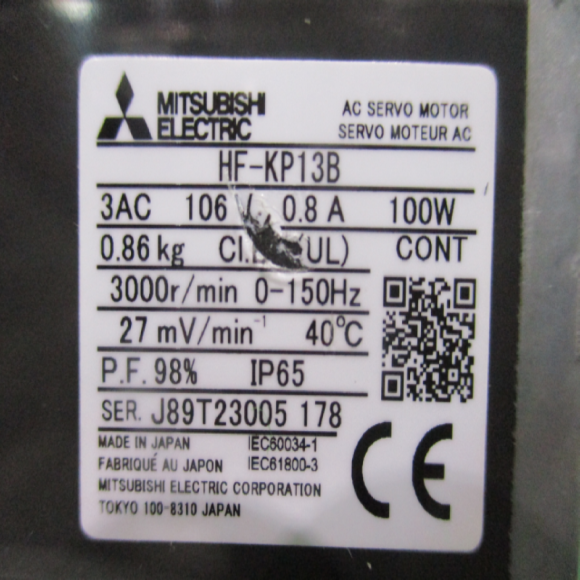 MITSUBISHI
ELECTRIC
AC SERVO MOTOR
SERVO MOTEUR AC
HF-KP13B
3AC 106 0.8 A 100W
0.86 kg UL) CONT
3000r/min 0-150Hz
27 mV/min⁻¹ 40℃
P.F. 98% IP65
SER. J89T23005 178
MADE IN JAPAN IEC60034-1
FABRIQUÉ AU JAPON IEC61800-3
MITSUBISHI ELECTRIC CORPORATION
TOKYO 100-8310 JAPAN
CE